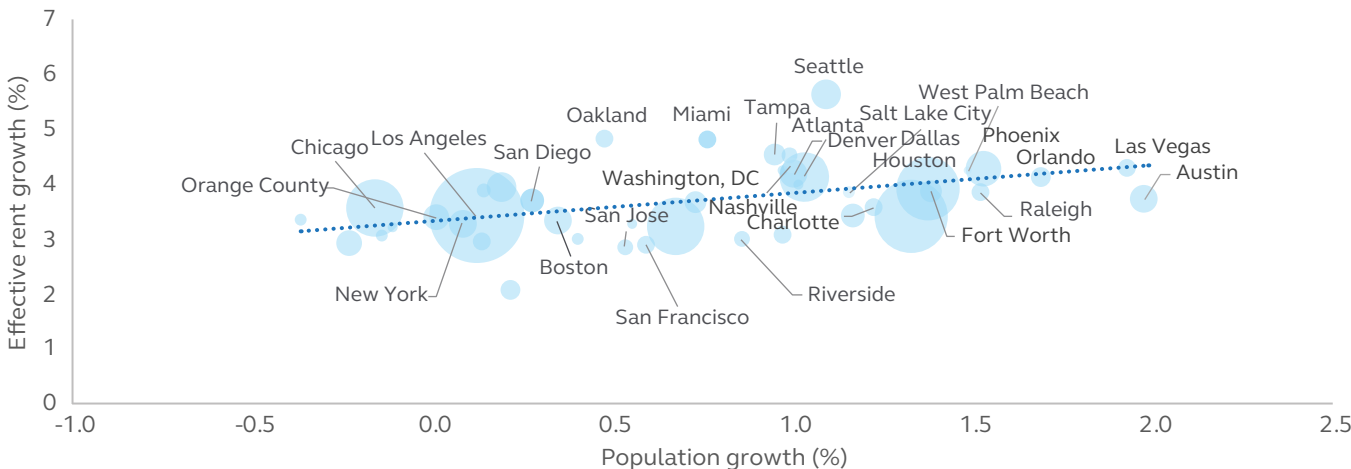 7
6
5
4
3
2
1
0
Effective rent growth (%)
Seattle
West Palm Beach
Salt Lake City
Oakland
Miami
Tampa
Atlanta
Denver
Dallas
Phoenix
Las Vegas
Los Angeles
Chicago
San Diego
Houston
Orlando
Orange County
Washington, DC
Austin
San Jose
Nashville
Charlotte
Raleigh
Fort Worth
Boston
New York
Riverside
San Francisco
-1.0
-0.5
0.0
0.5
1.0
1.5
2.0
2.5
Population growth (%)